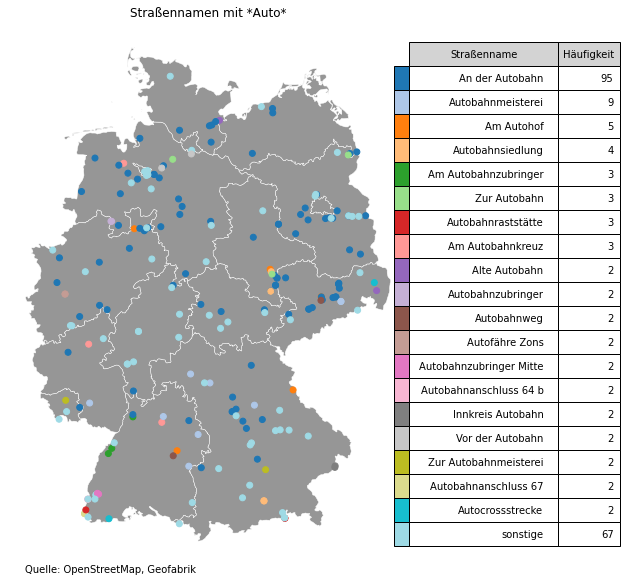 Straßennamen mit *Auto*
Straßenname Häufigkeit
An der Autobahn 95
Autobahnmeisterei 9
Am Autohof 5
Autobahnsiedlung 4
Am Autobahnzubringer 3
Zur Autobahn 3
Autobahnraststätte 3
Am Autobahnkreuz 3
Alte Autobahn 2
Autobahnzubringer 2
Autobahnweg 2
Autofähre Zons 2
Autobahnzubringer Mitte 2
Autobahnanschluss 64 b 2
Innkreis Autobahn 2
Vor der Autobahn 2
Zur Autobahnmeisterei 2
Autobahnanschluss 67 2
Autocrossstrecke 2
sonstige 67
Quelle: OpenStreetMap, Geofabrik